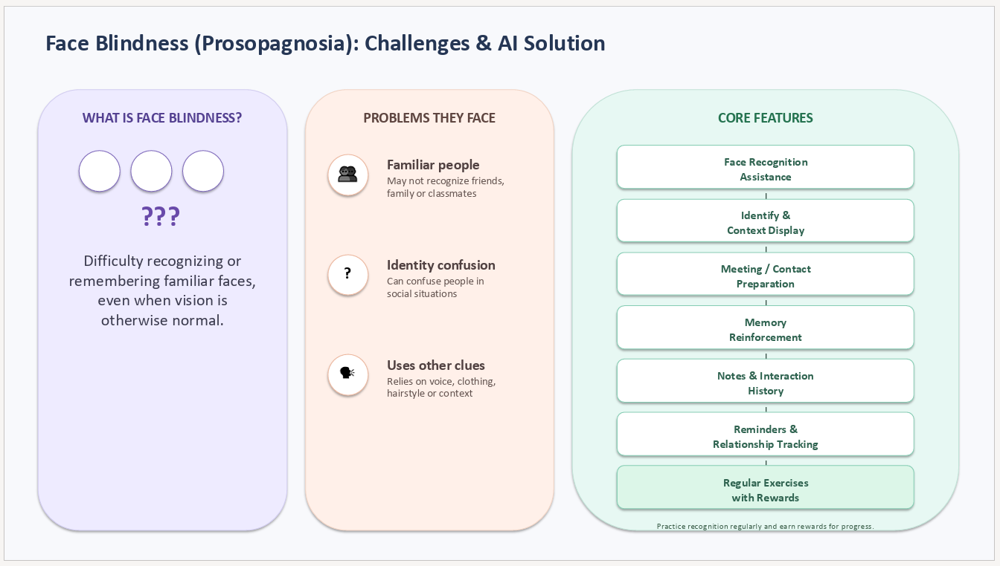 Face Blindness (Prosopagnosia): Challenges & AI Solution
WHAT IS FACE BLINDNESS?
???
Difficulty recognizing or
remembering familiar faces,
even when vision is
otherwise normal.
PROBLEMS THEY FACE
Familiar people
May not recognize friends,
family or classmates
?
Identity confusion
Can confuse people in
social situations
Uses other clues
Relies on voice, clothing,
hairstyle or context
CORE FEATURES
Face Recognition
Assistance
Identify &
Context Display
Meeting / Contact
Preparation
Memory
Reinforcement
Notes & Interaction
History
Reminders &
Relationship Tracking
Regular Exercises
with Rewards
Practice recognition regularly and earn rewards for progress.